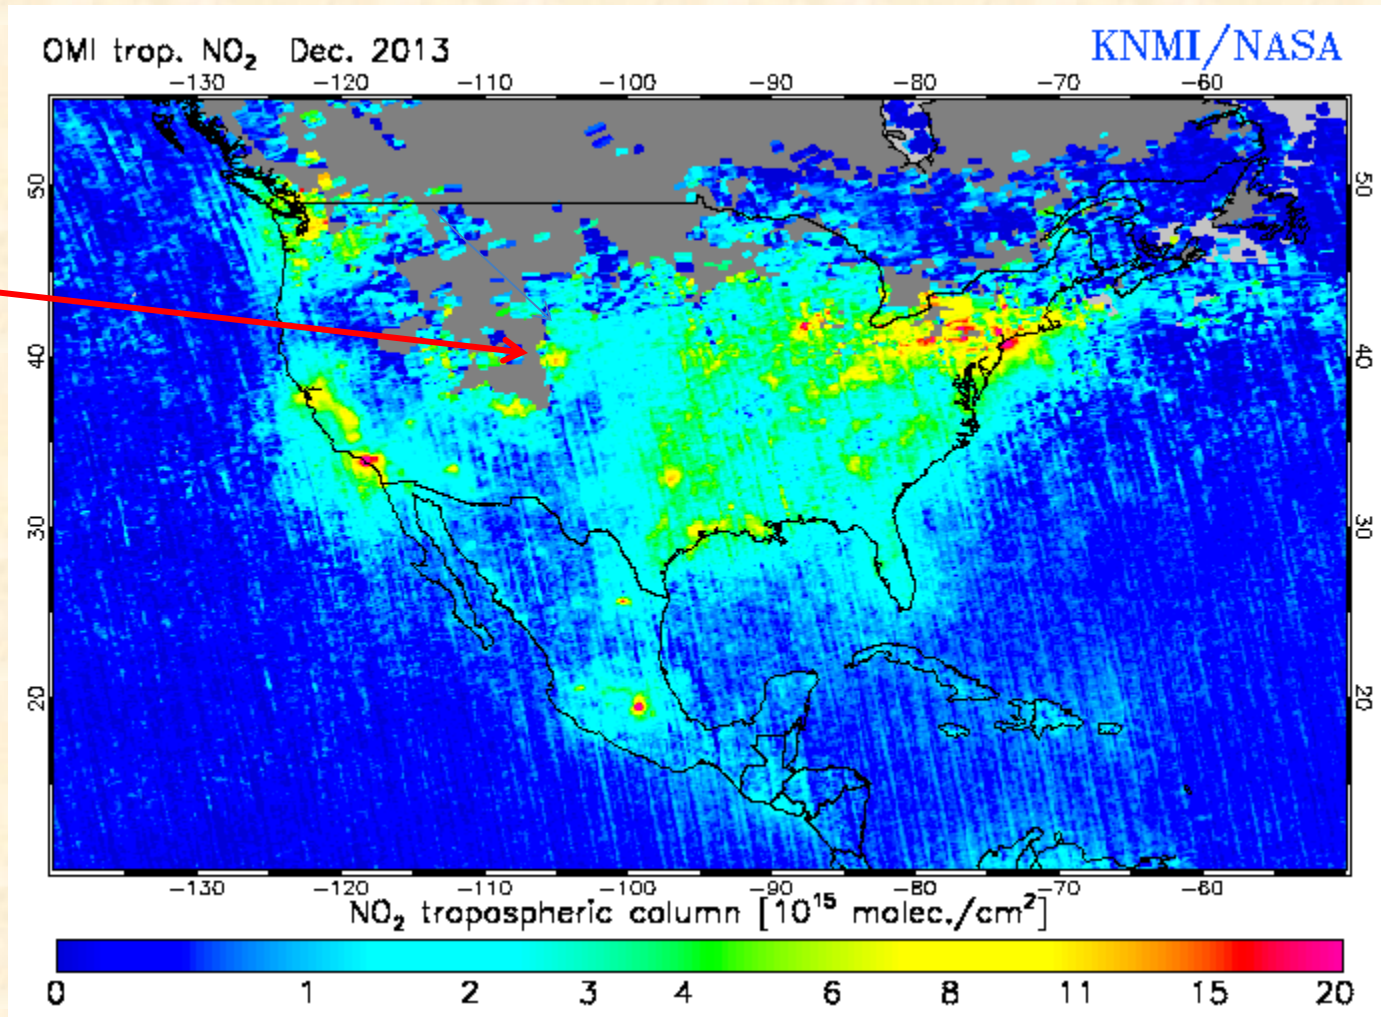 OMI trop. NO₂ Dec. 2013
KNMI/NASA
−130 −120 −110 −100 −90 −80 −70 −60
50 50
40 40
30 30
20 20
−130 −120 −110 −100 −90 −80 −70 −60
NO₂ tropospheric column [10¹⁵ molec./cm²]
0 1 2 3 4 6 8 11 15 20